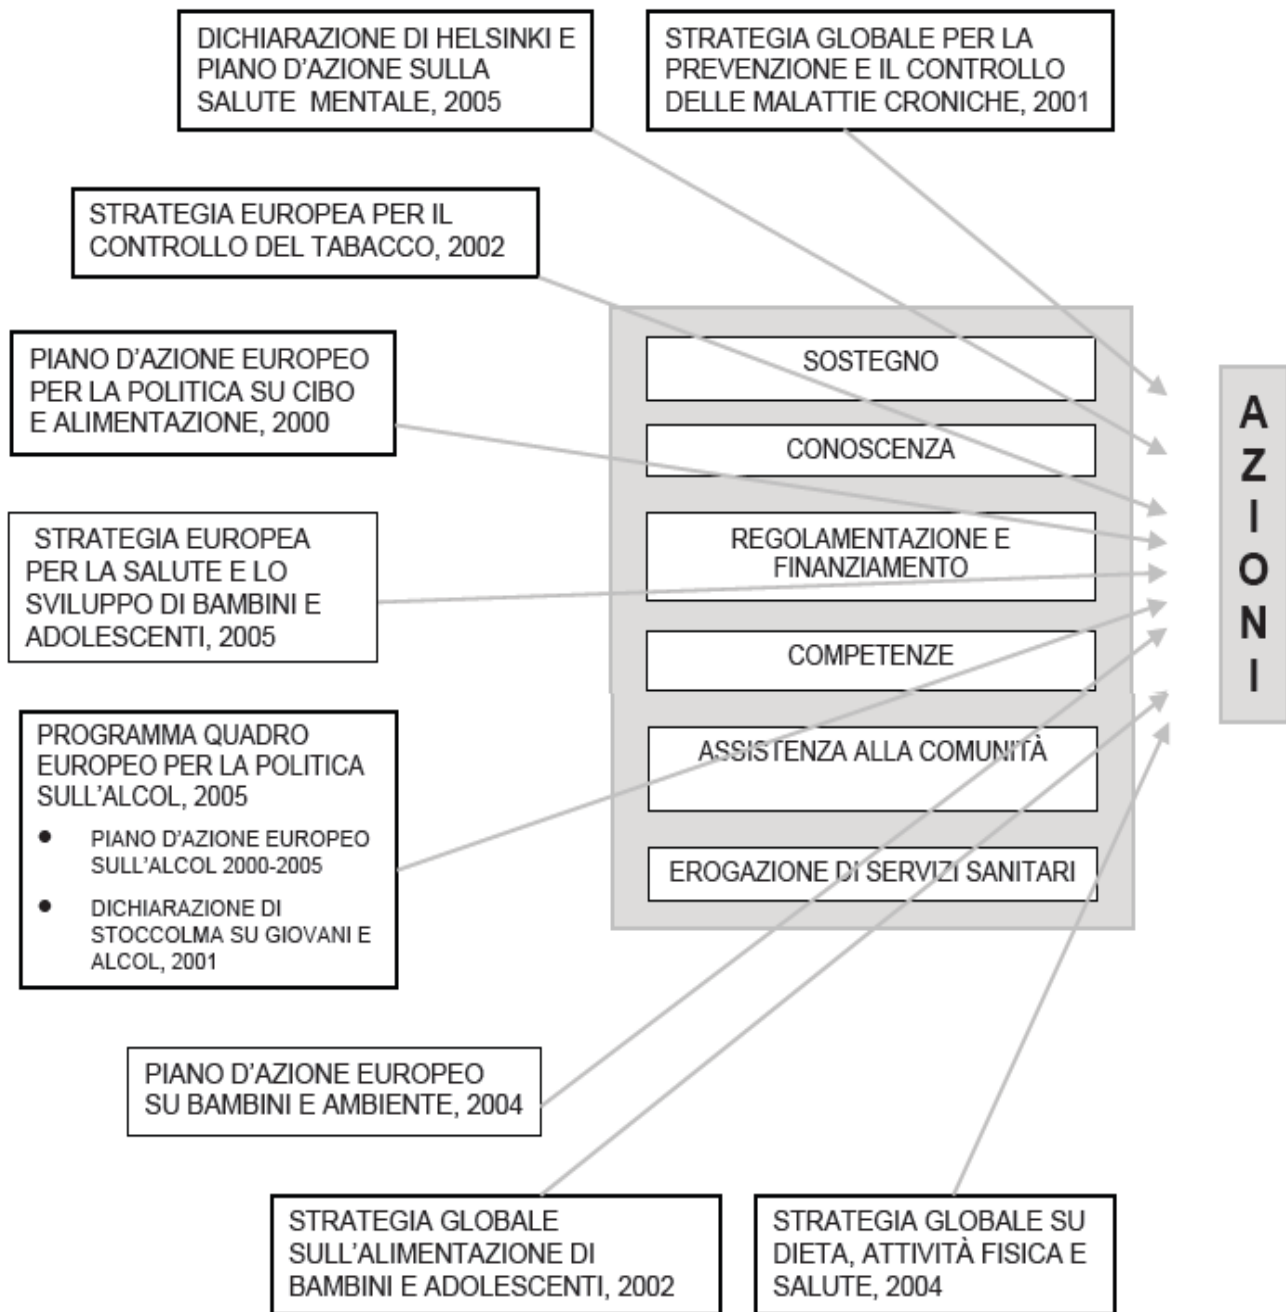 DICHIARAZIONE DI HELSINKI E
PIANO D'AZIONE SULLA
SALUTE MENTALE, 2005
STRATEGIA GLOBALE PER LA
PREVENZIONE E IL CONTROLLO
DELLE MALATTIE CRONICHE, 2001
STRATEGIA EUROPEA PER IL
CONTROLLO DEL TABACCO, 2002
PIANO D'AZIONE EUROPEO
PER LA POLITICA SU CIBO
E ALIMENTAZIONE, 2000
STRATEGIA EUROPEA
PER LA SALUTE E LO
SVILUPPO DI BAMBINI E
ADOLESCENTI, 2005
PROGRAMMA QUADRO
EUROPEO PER LA POLITICA
SULL'ALCOL, 2005
• PIANO D'AZIONE EUROPEO
SULL'ALCOL 2000-2005
• DICHIARAZIONE DI
STOCCOLMA SU GIOVANI E
ALCOL, 2001
SOSTEGNO
CONOSCENZA
REGOLAMENTAZIONE E
FINANZIAMENTO
COMPETENZE
ASSISTENZA ALLA COMUNITÀ
EROGAZIONE DI SERVIZI SANITARI
A
Z
I
O
N
I
PIANO D'AZIONE EUROPEO
SU BAMBINI E AMBIENTE, 2004
STRATEGIA GLOBALE
SULL'ALIMENTAZIONE DI
BAMBINI E ADOLESCENTI, 2002
STRATEGIA GLOBALE SU
DIETA, ATTIVITÀ FISICA E
SALUTE, 2004